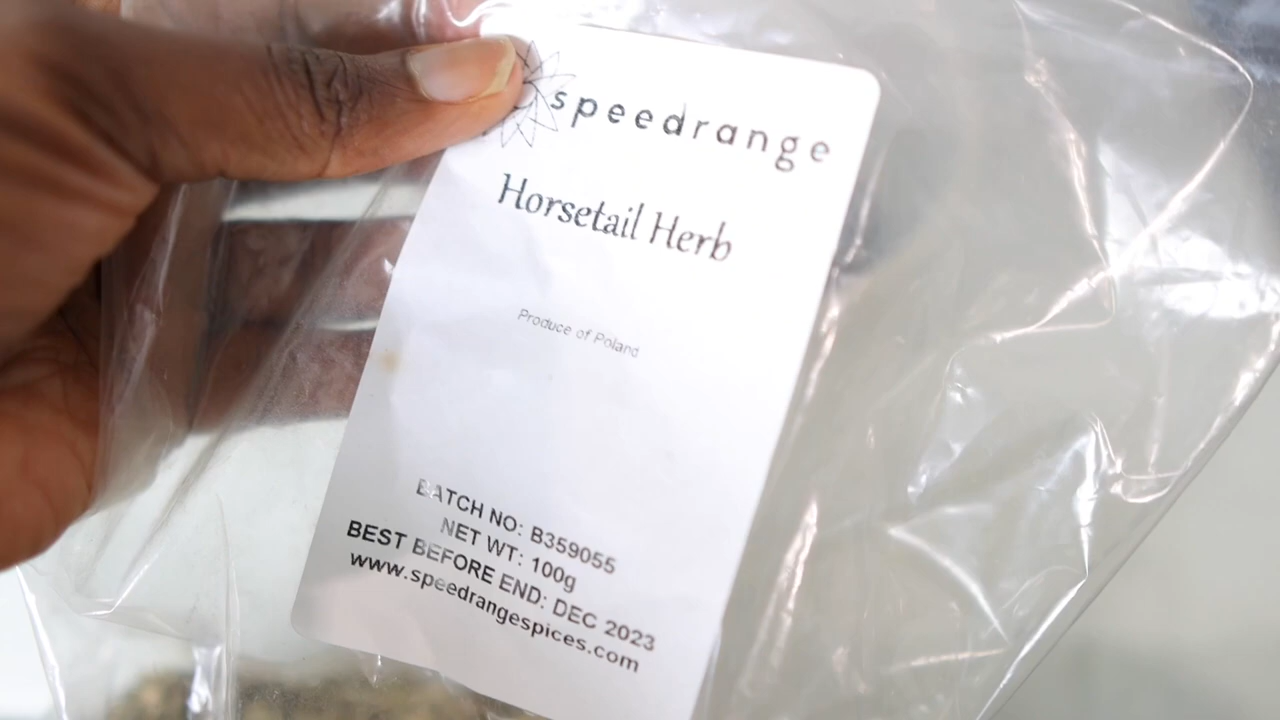 speedrange
Horsetail Herb
Produce of Poland
BATCH NO: B359055
NET WT: 100g
BEST BEFORE END: DEC 2023
www.speedrangespices.com